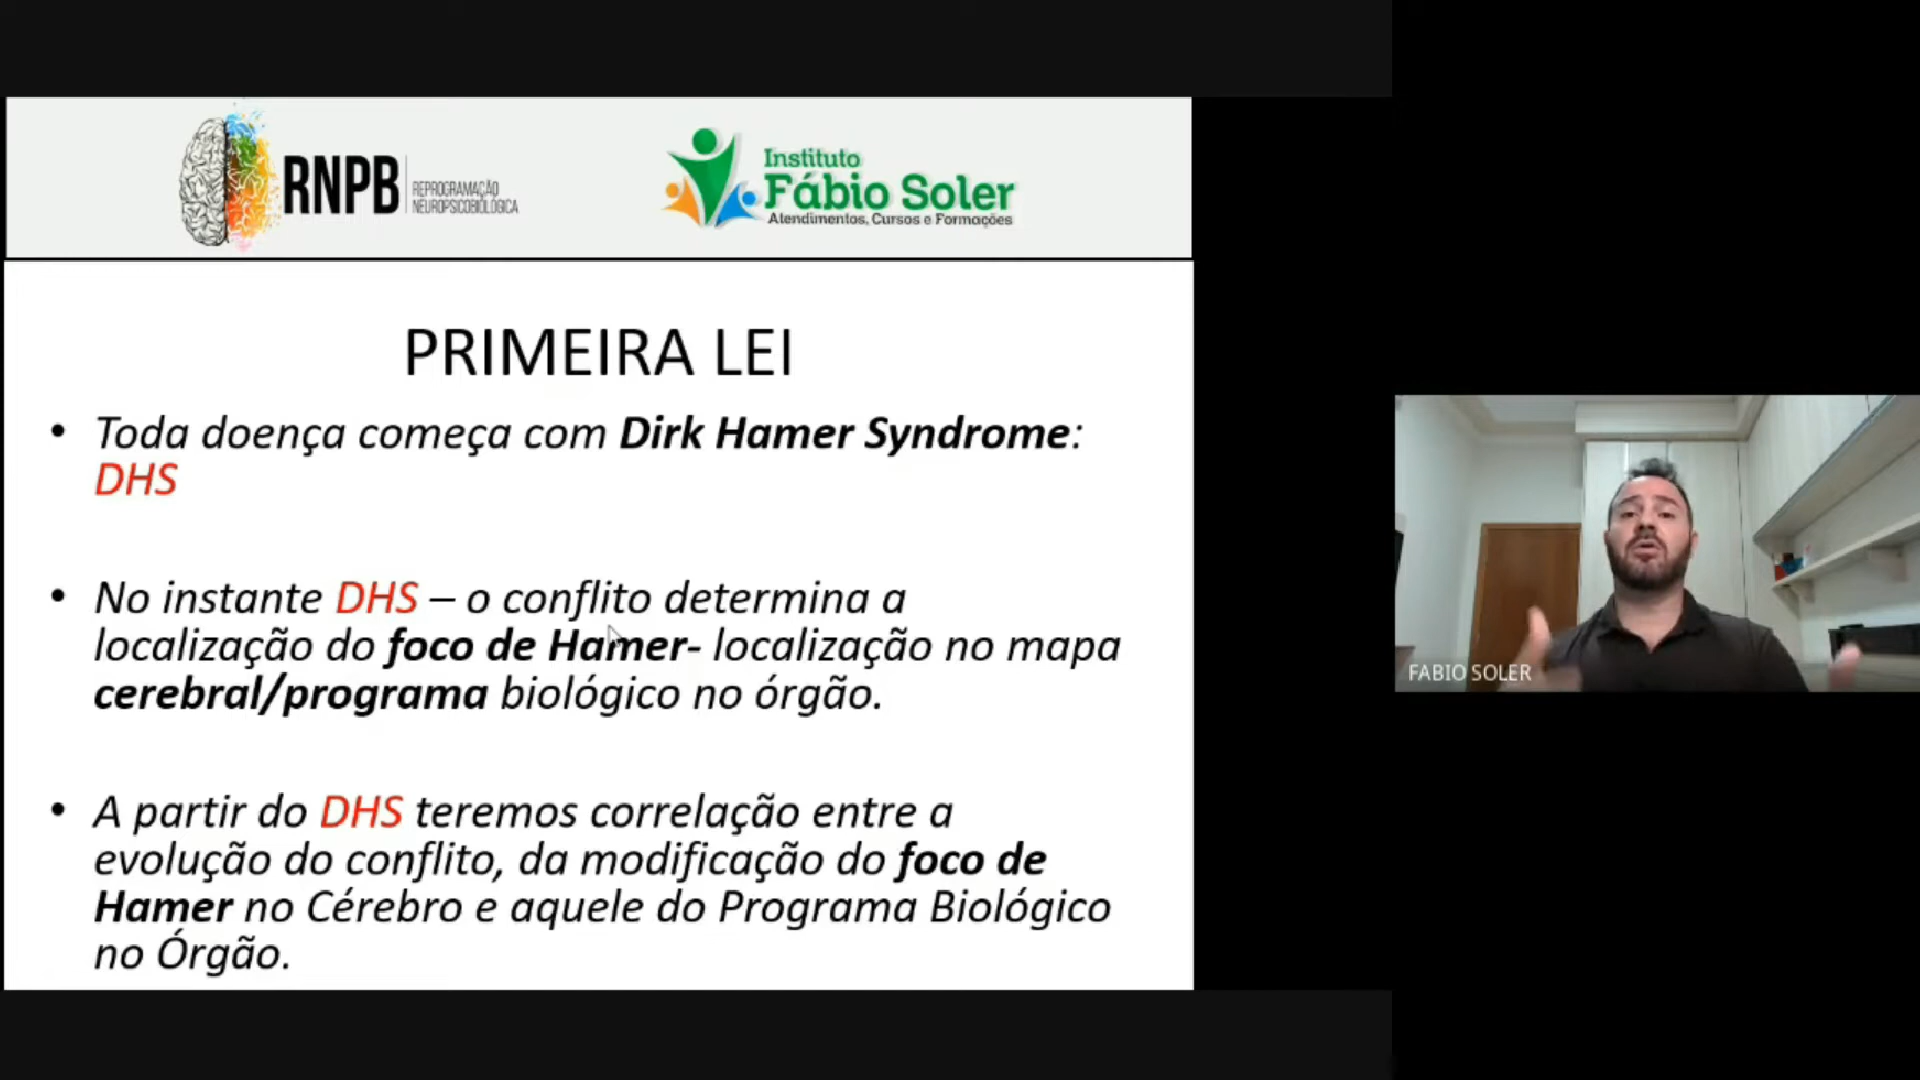 RNPB
REPROGRAMAÇÃO
NEUROPSICOBIOLÓGICA
Instituto
Fábio Soler
Atendimentos, Cursos e Formações
PRIMEIRA LEI
• Toda doença começa com Dirk Hamer Syndrome:
DHS
• No instante DHS – o conflito determina a
localização do foco de Hamer- localização no mapa
cerebral/programa biológico no órgão.
• A partir do DHS teremos correlação entre a
evolução do conflito, da modificação do foco de
Hamer no Cérebro e aquele do Programa Biológico
no Órgão.
FABIO SOLER